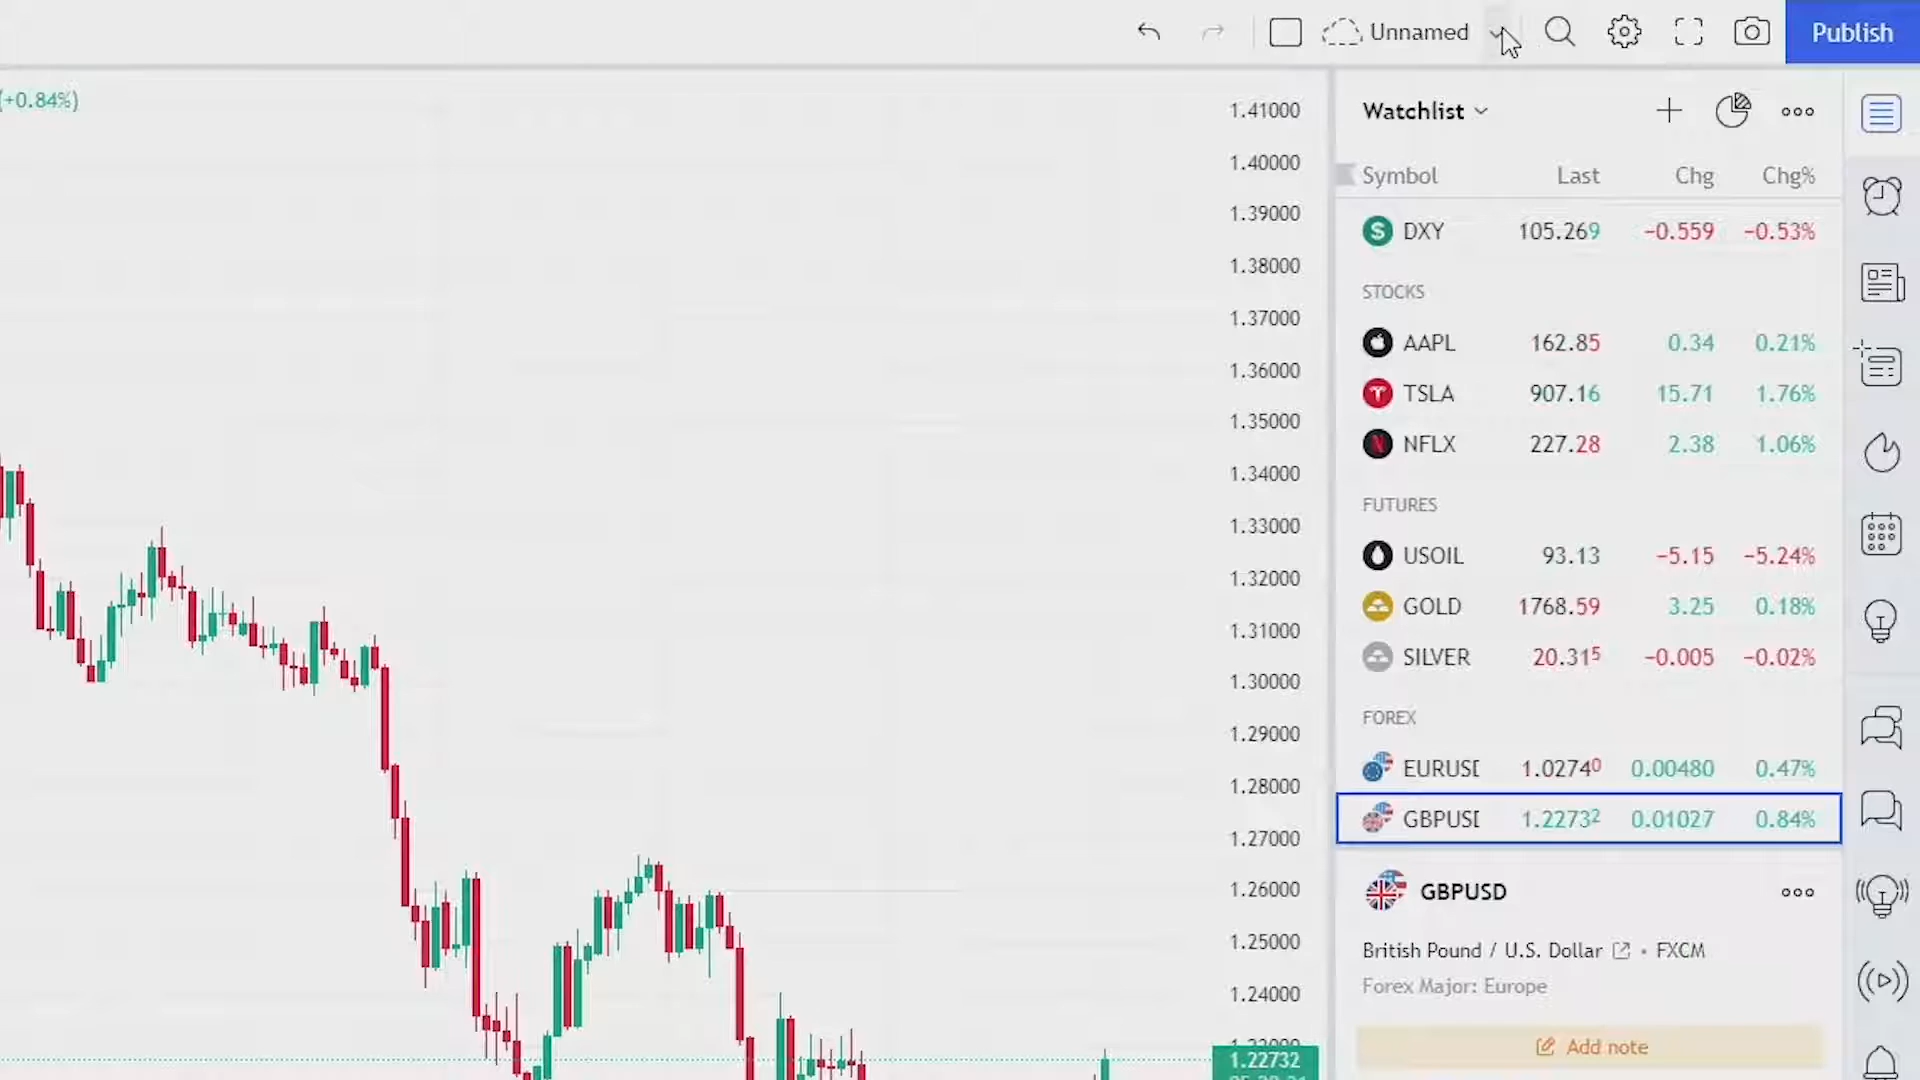 Unnamed
Publish
(+0.84%)
1.41000
1.40000
1.39000
1.38000
1.37000
1.36000
1.35000
1.34000
1.33000
1.32000
1.31000
1.30000
1.29000
1.28000
1.27000
1.26000
1.25000
1.24000
1.22732
Watchlist
Symbol Last Chg Chg%
DXY 105.269 −0.559 −0.53%
STOCKS
AAPL 162.85 0.34 0.21%
TSLA 907.16 15.71 1.76%
NFLX 227.28 2.38 1.06%
FUTURES
USOIL 93.13 −5.15 −5.24%
GOLD 1768.59 3.25 0.18%
SILVER 20.315 −0.005 −0.02%
FOREX
EURUSD 1.02740 0.00480 0.47%
GBPUSD 1.22732 0.01027 0.84%
GBPUSD
British Pound / U.S. Dollar • FXCM
Forex Major: Europe
Add note